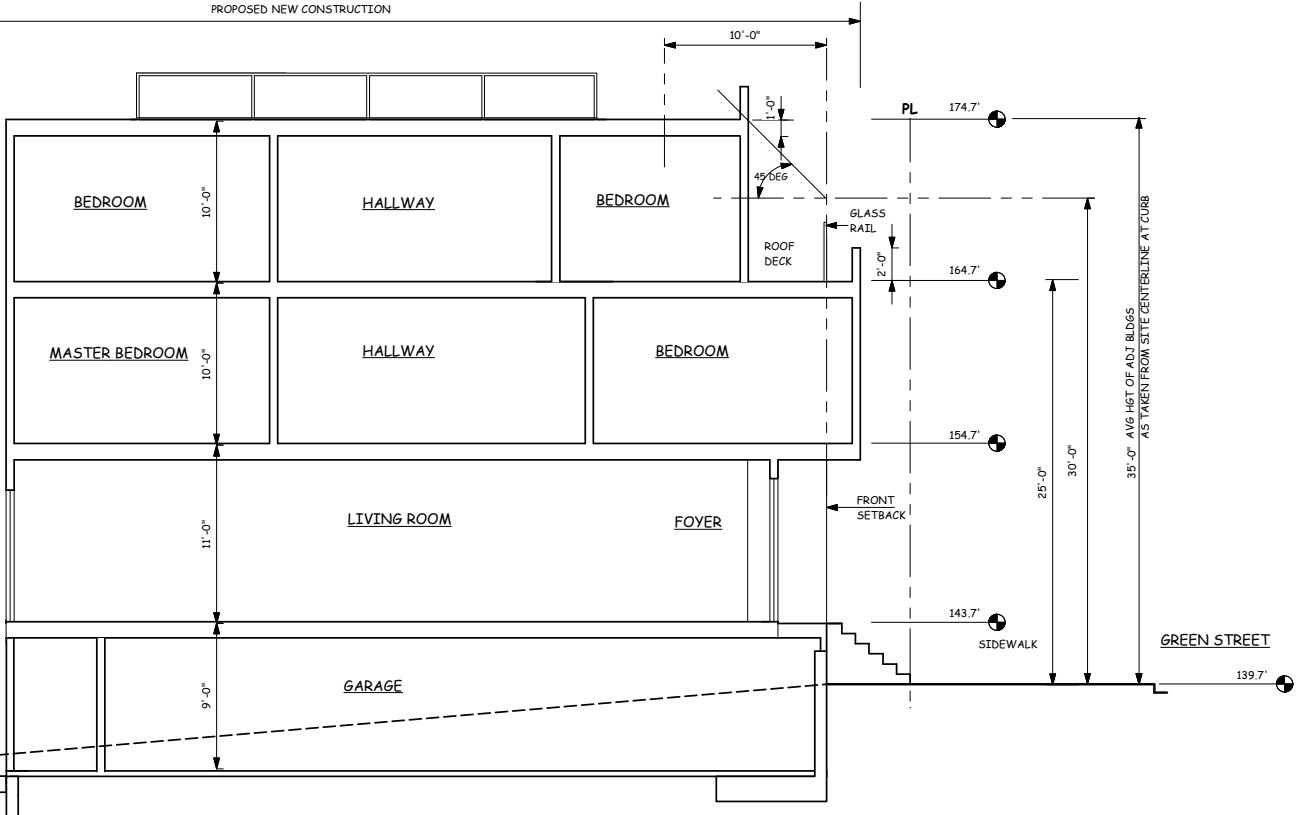 PROPOSED NEW CONSTRUCTION
10'-0"
1'-0"
PL
174.7'
45 DEG
BEDROOM
10'-0"
HALLWAY
BEDROOM
GLASS
RAIL
ROOF
DECK
2'-0"
164.7'
35'-0" AVG HGT OF ADJ BLDGS
AS TAKEN FROM SITE CENTERLINE AT CURB
MASTER BEDROOM
10'-0"
HALLWAY
BEDROOM
154.7'
25'-0"
30'-0"
11'-0"
LIVING ROOM
FOYER
FRONT
SETBACK
143.7'
SIDEWALK
GREEN STREET
139.7'
9'-0"
GARAGE